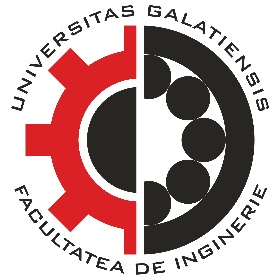 UNIVERSITAS GALATIENSIS
FACULTATEA DE INGINERIE